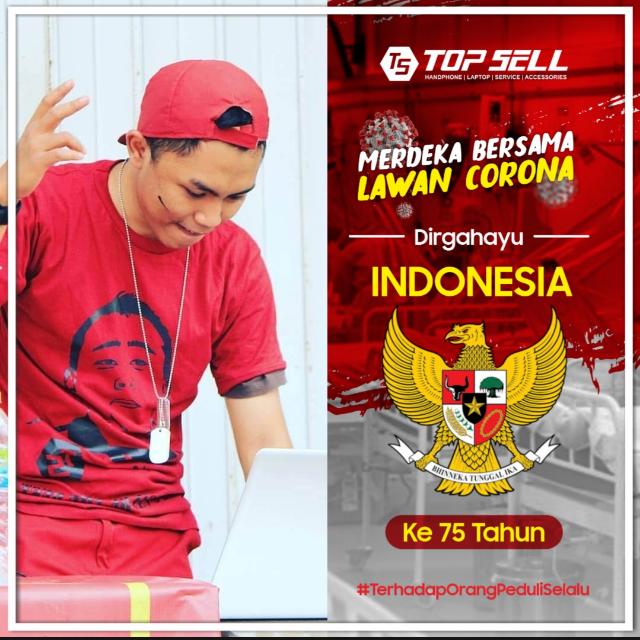 TS TOP SELL
HANDPHONE | LAPTOP | SERVICE | ACCESSORIES
MERDEKA BERSAMA
LAWAN CORONA
Dirgahayu
INDONESIA
BHINNEKA TUNGGAL IKA
Ke 75 Tahun
#TerhadapOrangPeduliSelalu